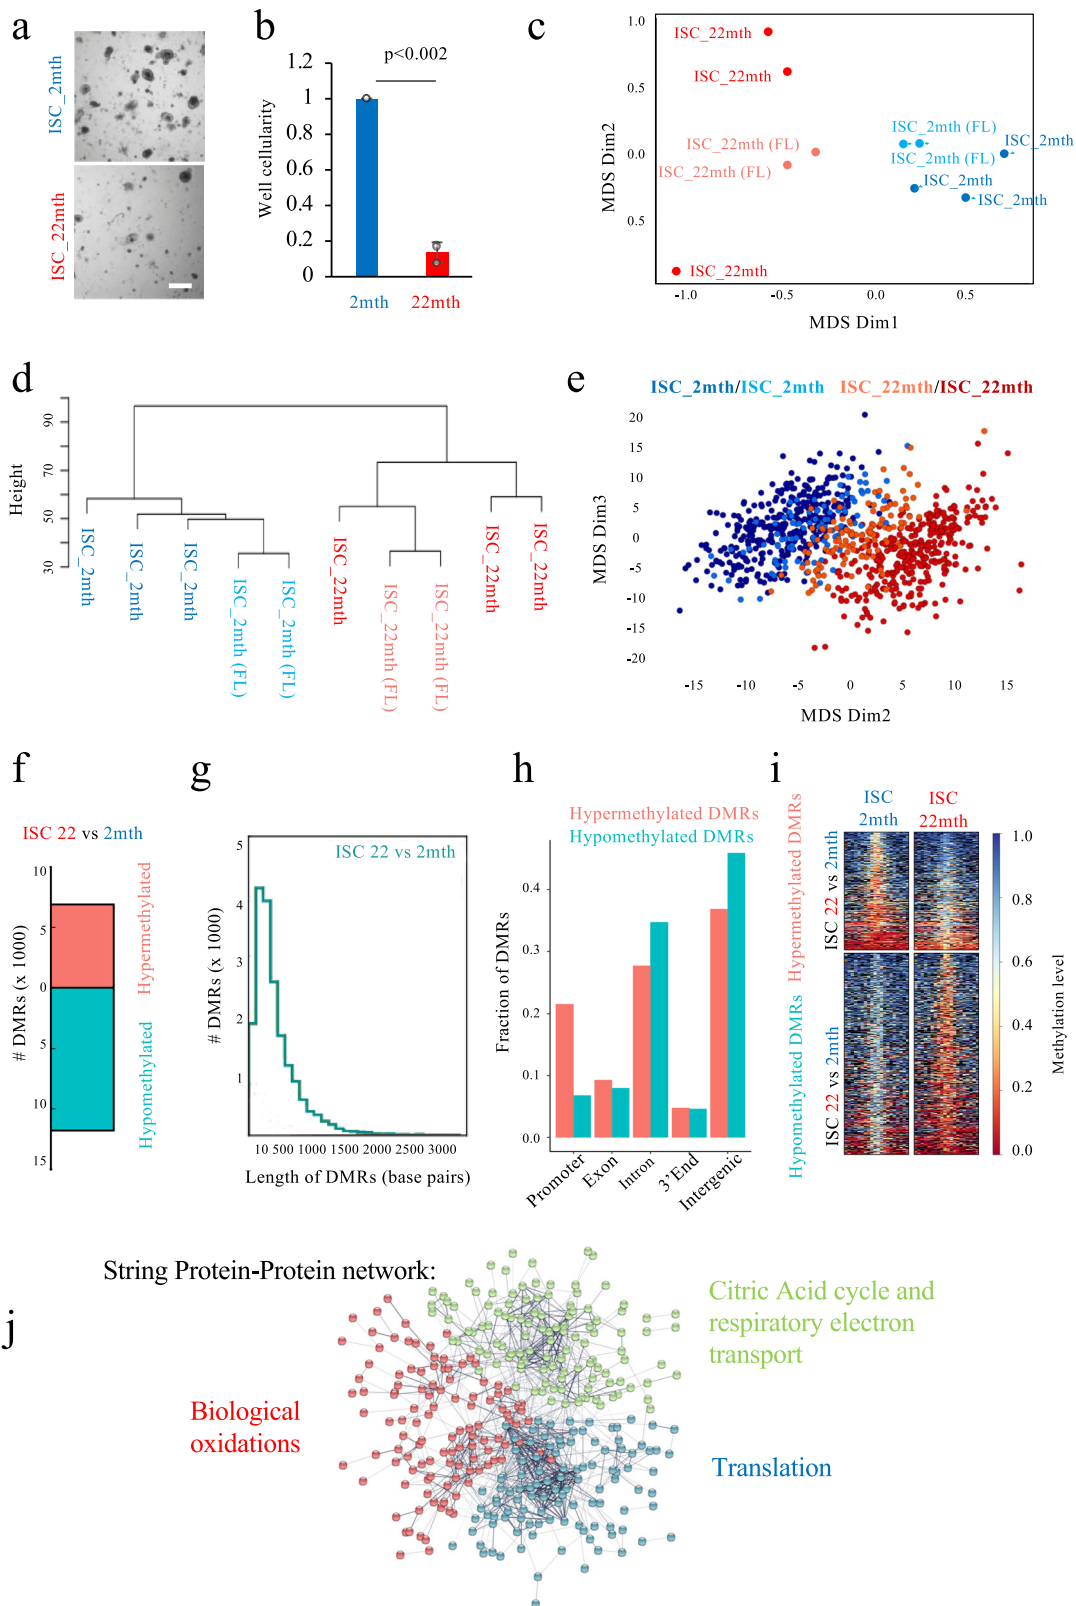 a
ISC_2mth
ISC_22mth
b
p<0.002
Well cellularity
1.2
1
0.8
0.6
0.4
0.2
0
2mth
22mth
c
MDS Dim2
1.0
0.5
0.0
0.5
ISC_22mth
ISC_22mth
ISC_22mth (FL)
ISC_22mth (FL)
ISC_22mth
ISC_2mth (FL)
ISC_2mth (FL)
ISC_2mth
ISC_2mth
ISC_2mth
-1.0
-0.5
0.0
0.5
MDS Dim1
d
Height
90
70
50
30
ISC_2mth
ISC_2mth
ISC_2mth
ISC_2mth (FL)
ISC_2mth (FL)
ISC_22mth
ISC_22mth (FL)
ISC_22mth (FL)
ISC_22mth
ISC_22mth
e
ISC_2mth/ISC_2mth ISC_22mth/ISC_22mth
MDS Dim3
20
15
10
5
0
-5
-10
-15
-20
-15
-10
-5
0
5
10
15
MDS Dim2
f
ISC 22 vs 2mth
# DMRs (x 1000)
10
5
0
5
10
15
Hypermethylated
Hypomethylated
g
ISC 22 vs 2mth
# DMRs (x 1000)
5
4
3
2
1
10 500 1000 1500 2000 2500 3000
Length of DMRs (base pairs)
h
Hypermethylated DMRs
Hypomethylated DMRs
Fraction of DMRs
0.4
0.3
0.2
0.1
0.0
Promoter
Exon
Intron
3'End
Intergenic
i
ISC
2mth
ISC
22mth
Hypermethylated DMRs
ISC 22 vs 2mth
Hypomethylated DMRs
ISC 22 vs 2mth
1.0
0.8
0.6
0.4
0.2
0.0
Methylation level
j
String Protein-Protein network:
Citric Acid cycle and
respiratory electron
transport
Biological
oxidations
Translation